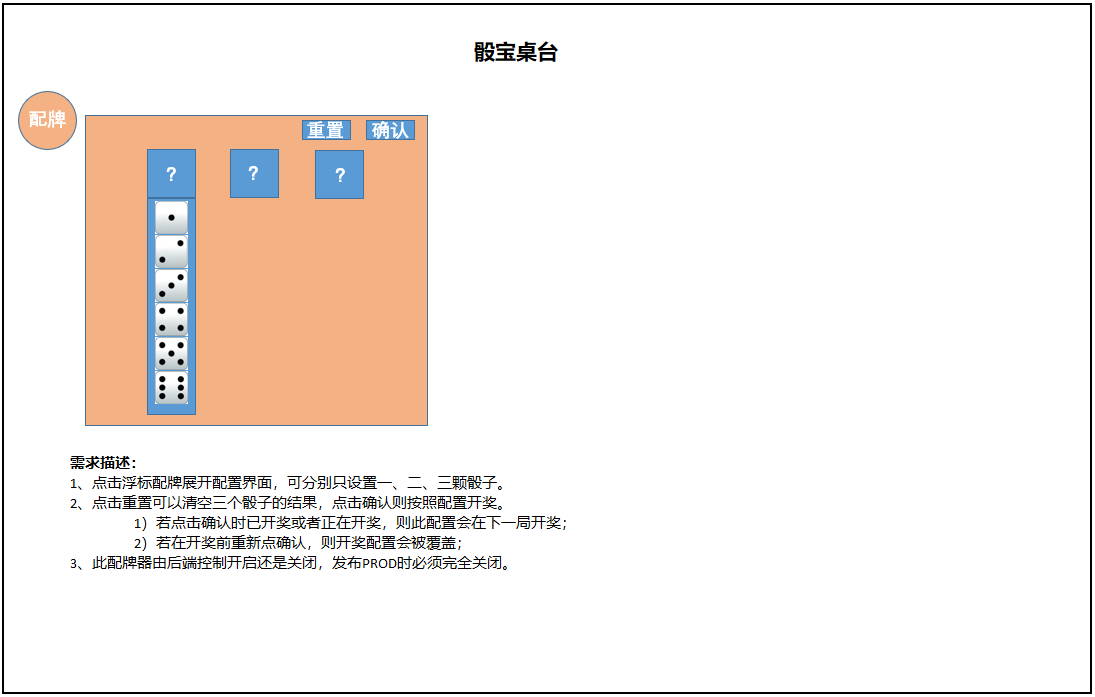 骰宝桌台
配牌
重置 确认
? ? ?
需求描述：
1、点击浮标配牌展开配置界面，可分别只设置一、二、三颗骰子。
2、点击重置可以清空三个骰子的结果，点击确认则按照配置开奖。
1）若点击确认时已开奖或者正在开奖，则此配置会在下一局开奖；
2）若在开奖前重新点确认，则开奖配置会被覆盖；
3、此配牌器由后端控制开启还是关闭，发布PROD时必须完全关闭。